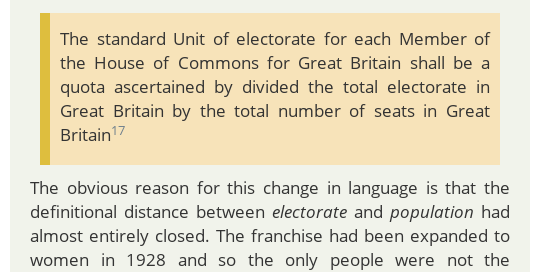 The standard Unit of electorate for each Member of
the House of Commons for Great Britain shall be a
quota ascertained by divided the total electorate in
Great Britain by the total number of seats in Great
Britain17
The obvious reason for this change in language is that the
definitional distance between electorate and population had
almost entirely closed. The franchise had been expanded to
women in 1928 and so the only people were not the